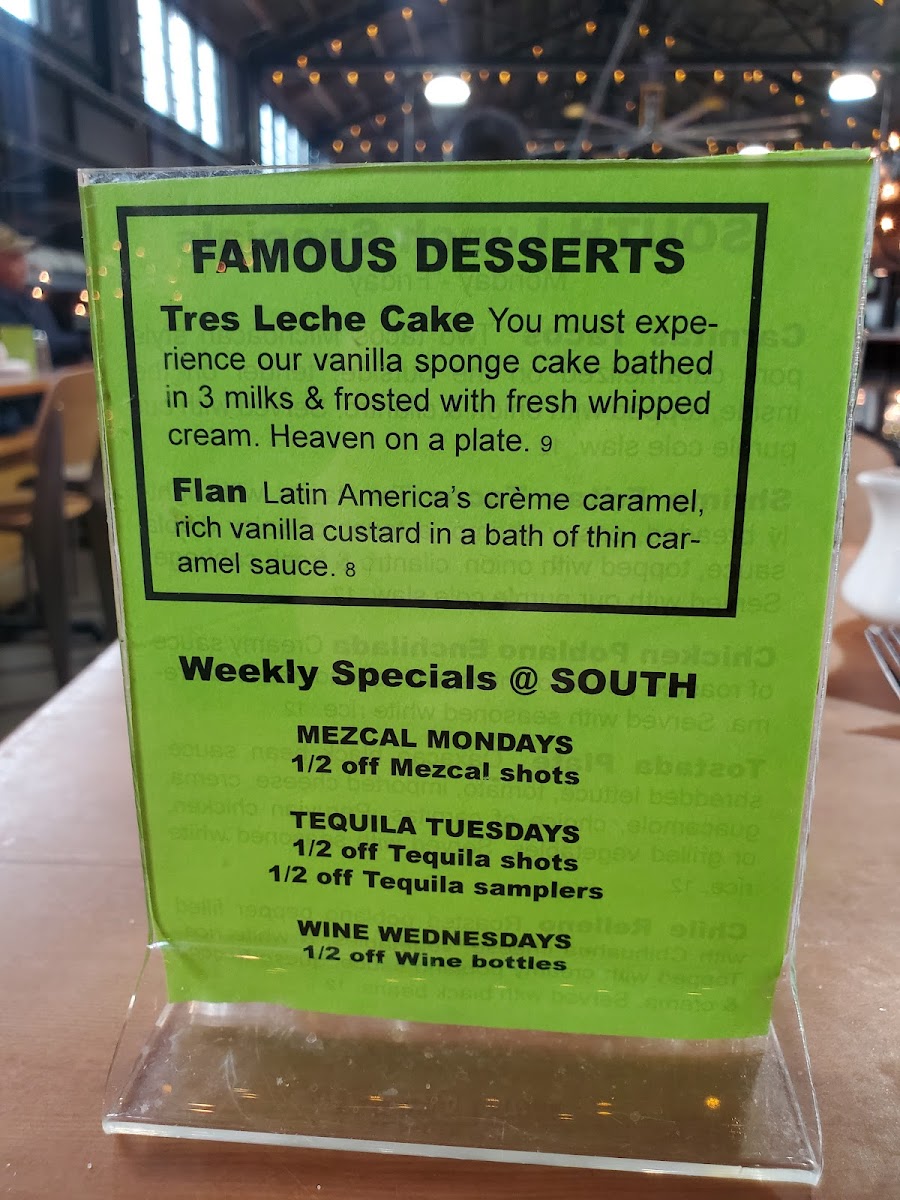 FAMOUS DESSERTS
Tres Leche Cake You must expe-
rience our vanilla sponge cake bathed
in 3 milks & frosted with fresh whipped
cream. Heaven on a plate. 9
Flan Latin America's crème caramel,
rich vanilla custard in a bath of thin car-
amel sauce. 8
Weekly Specials @ SOUTH
MEZCAL MONDAYS
1/2 off Mezcal shots
TEQUILA TUESDAYS
1/2 off Tequila shots
1/2 off Tequila samplers
WINE WEDNESDAYS
1/2 off Wine bottles